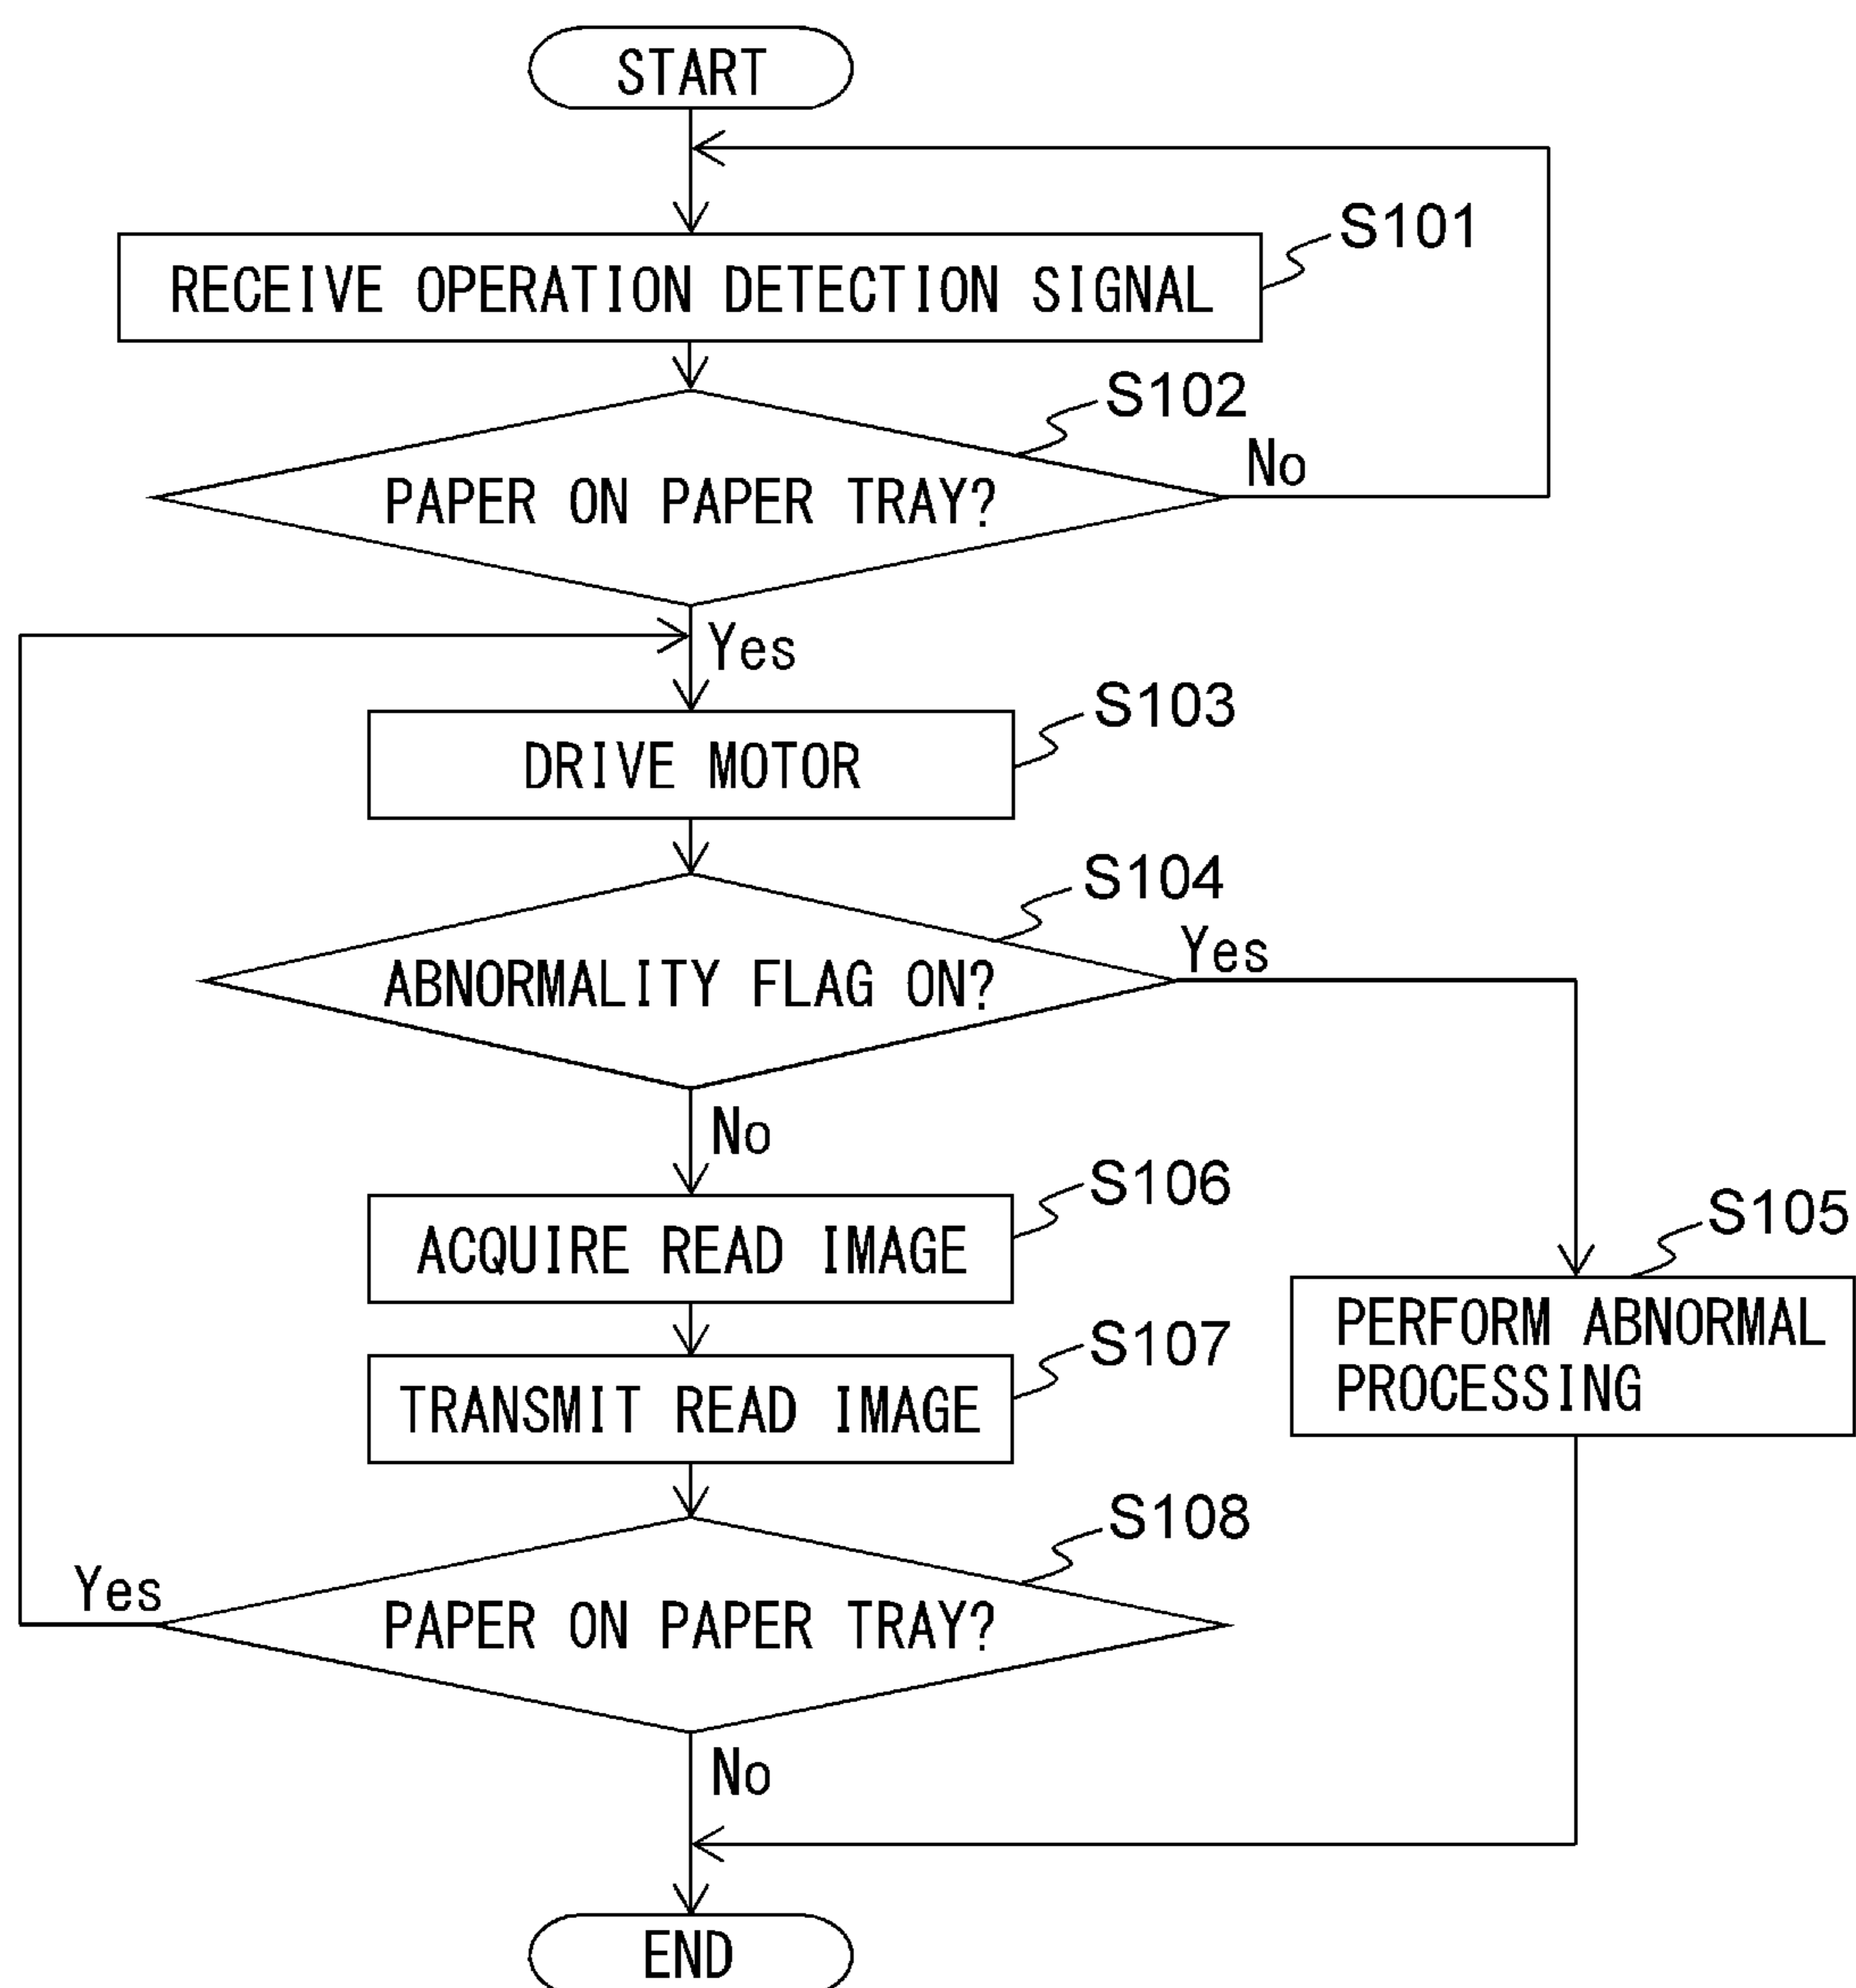 START
S101
RECEIVE OPERATION DETECTION SIGNAL
S102
No
PAPER ON PAPER TRAY?
Yes
S103
DRIVE MOTOR
S104
Yes
ABNORMALITY FLAG ON?
No
S106
ACQUIRE READ IMAGE
S105
PERFORM ABNORMAL
PROCESSING
S107
TRANSMIT READ IMAGE
S108
Yes
PAPER ON PAPER TRAY?
No
END